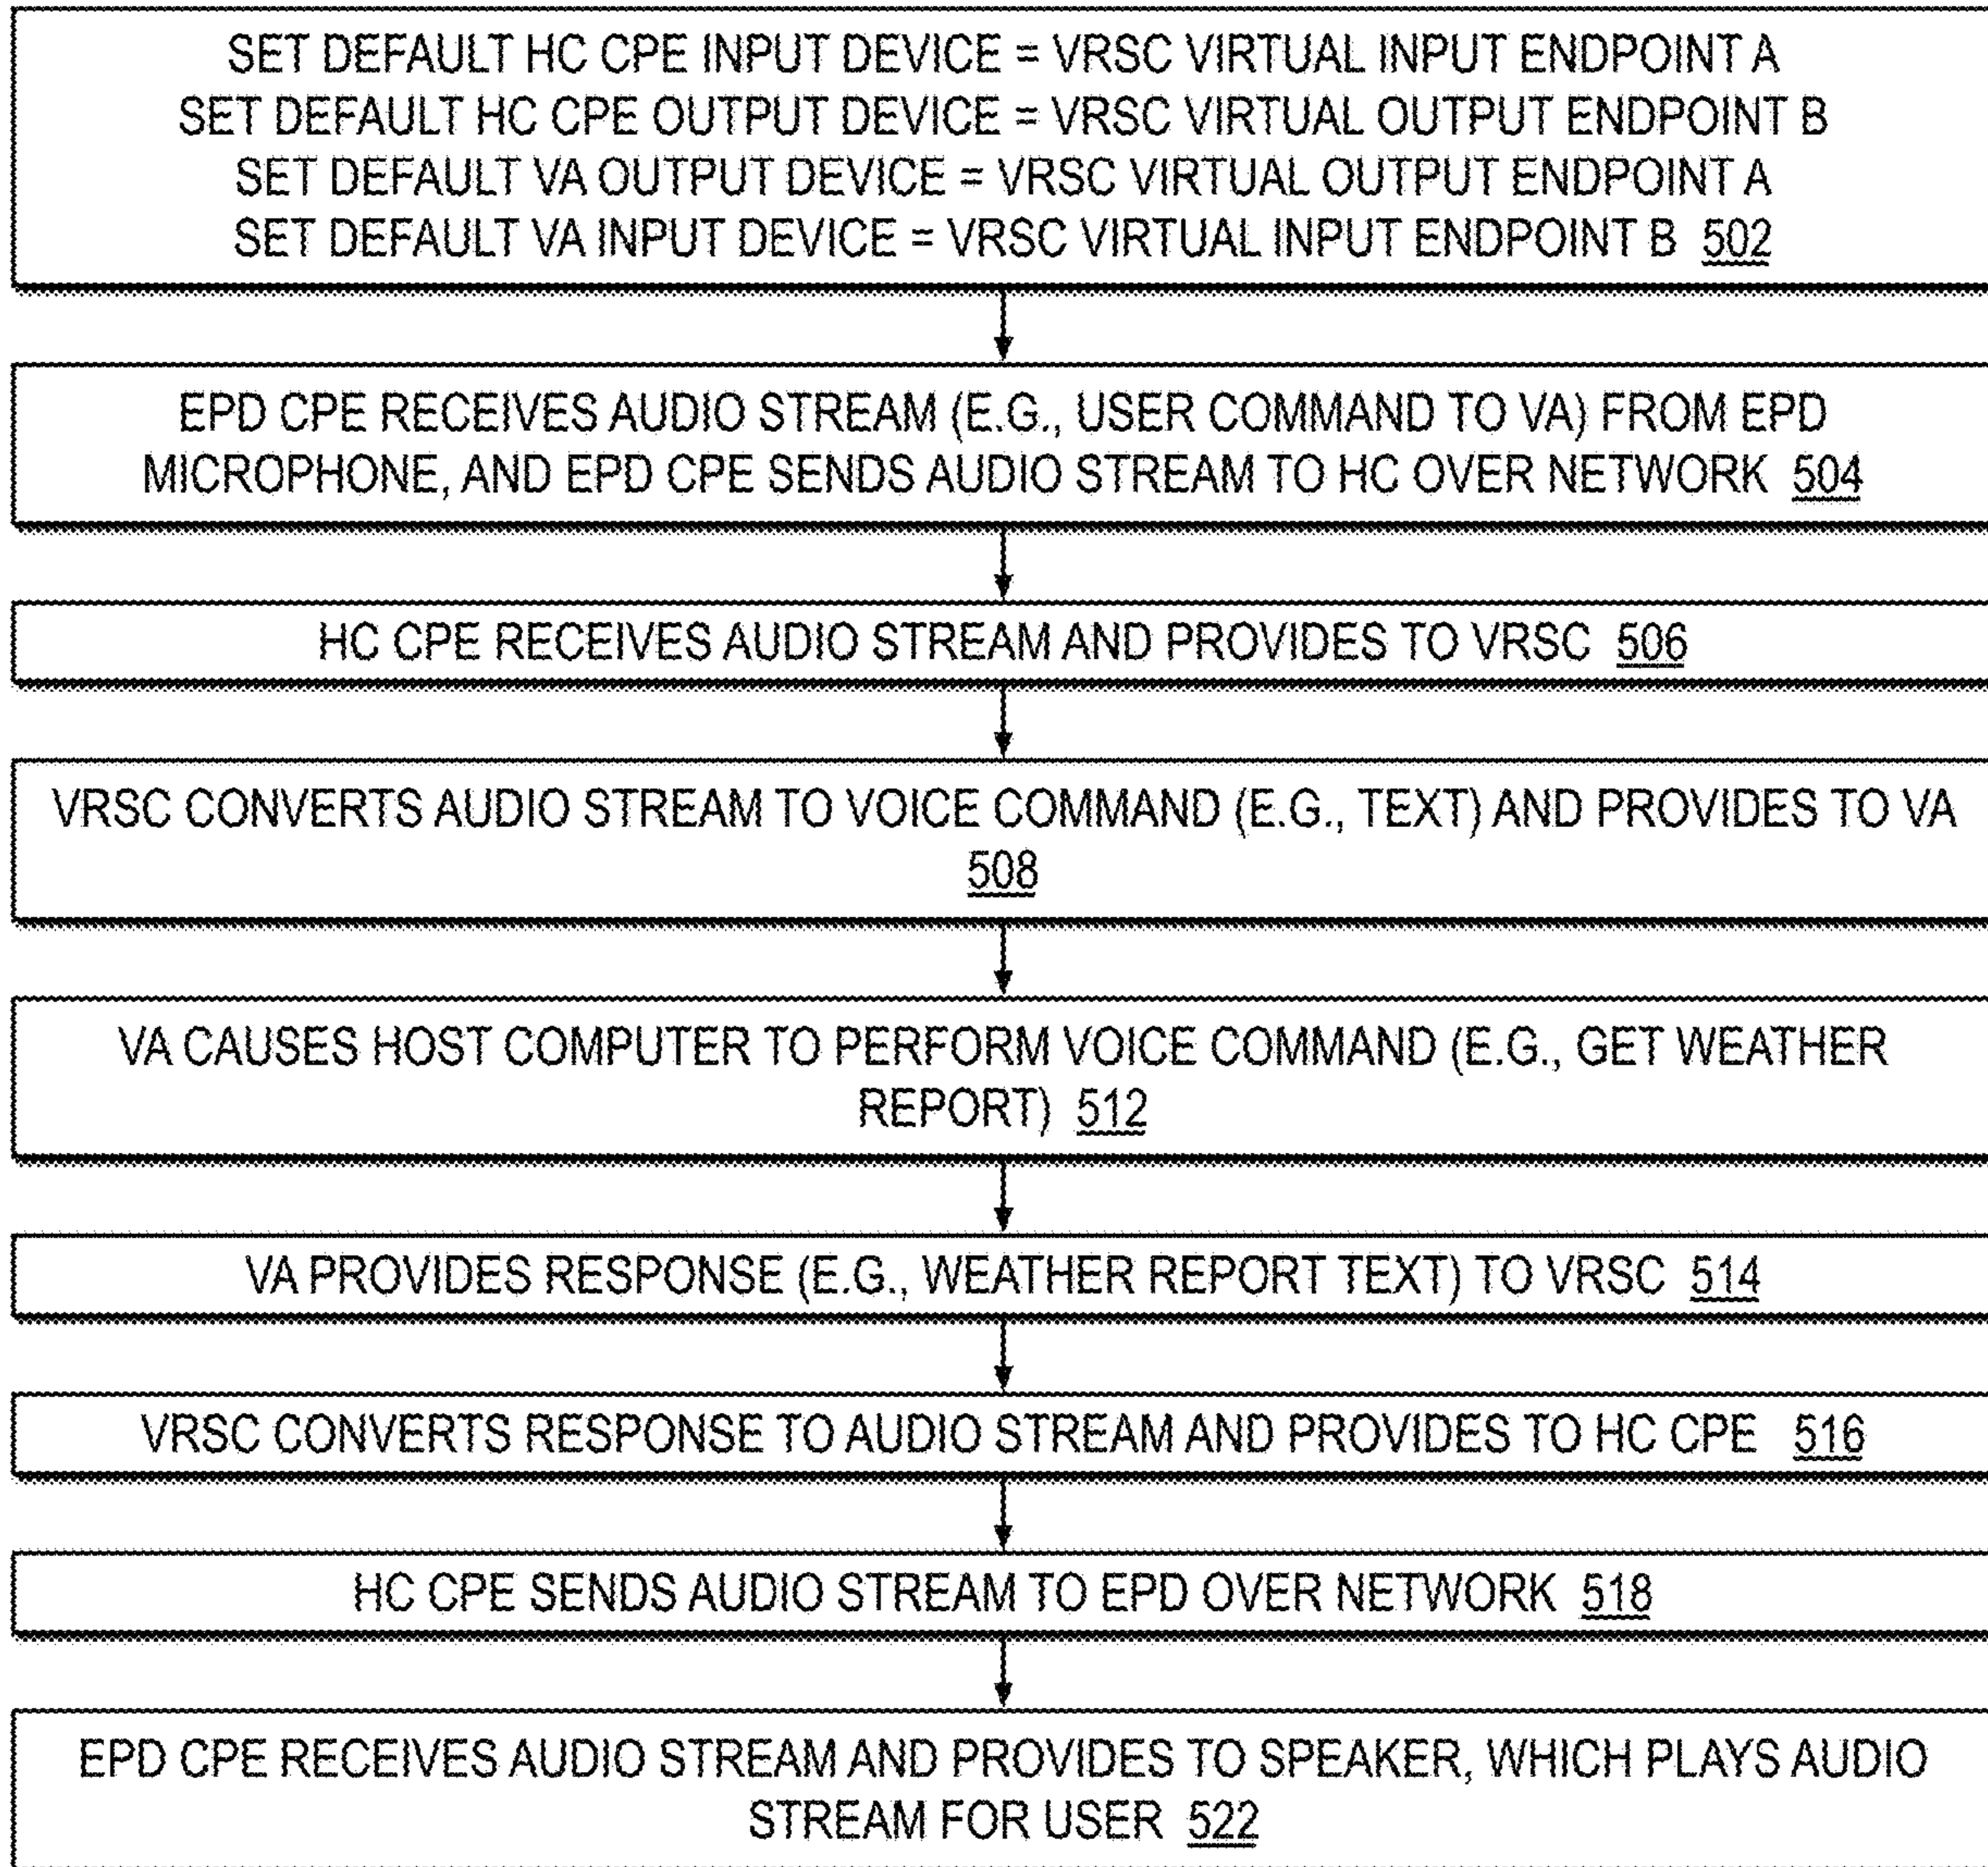 SET DEFAULT HC CPE INPUT DEVICE = VRSC VIRTUAL INPUT ENDPOINT A
SET DEFAULT HC CPE OUTPUT DEVICE = VRSC VIRTUAL OUTPUT ENDPOINT B
SET DEFAULT VA OUTPUT DEVICE = VRSC VIRTUAL OUTPUT ENDPOINT A
SET DEFAULT VA INPUT DEVICE = VRSC VIRTUAL INPUT ENDPOINT B 502
EPD CPE RECEIVES AUDIO STREAM (E.G., USER COMMAND TO VA) FROM EPD
MICROPHONE, AND EPD CPE SENDS AUDIO STREAM TO HC OVER NETWORK 504
HC CPE RECEIVES AUDIO STREAM AND PROVIDES TO VRSC 506
VRSC CONVERTS AUDIO STREAM TO VOICE COMMAND (E.G., TEXT) AND PROVIDES TO VA
508
VA CAUSES HOST COMPUTER TO PERFORM VOICE COMMAND (E.G., GET WEATHER
REPORT) 512
VA PROVIDES RESPONSE (E.G., WEATHER REPORT TEXT) TO VRSC 514
VRSC CONVERTS RESPONSE TO AUDIO STREAM AND PROVIDES TO HC CPE 516
HC CPE SENDS AUDIO STREAM TO EPD OVER NETWORK 518
EPD CPE RECEIVES AUDIO STREAM AND PROVIDES TO SPEAKER, WHICH PLAYS AUDIO
STREAM FOR USER 522